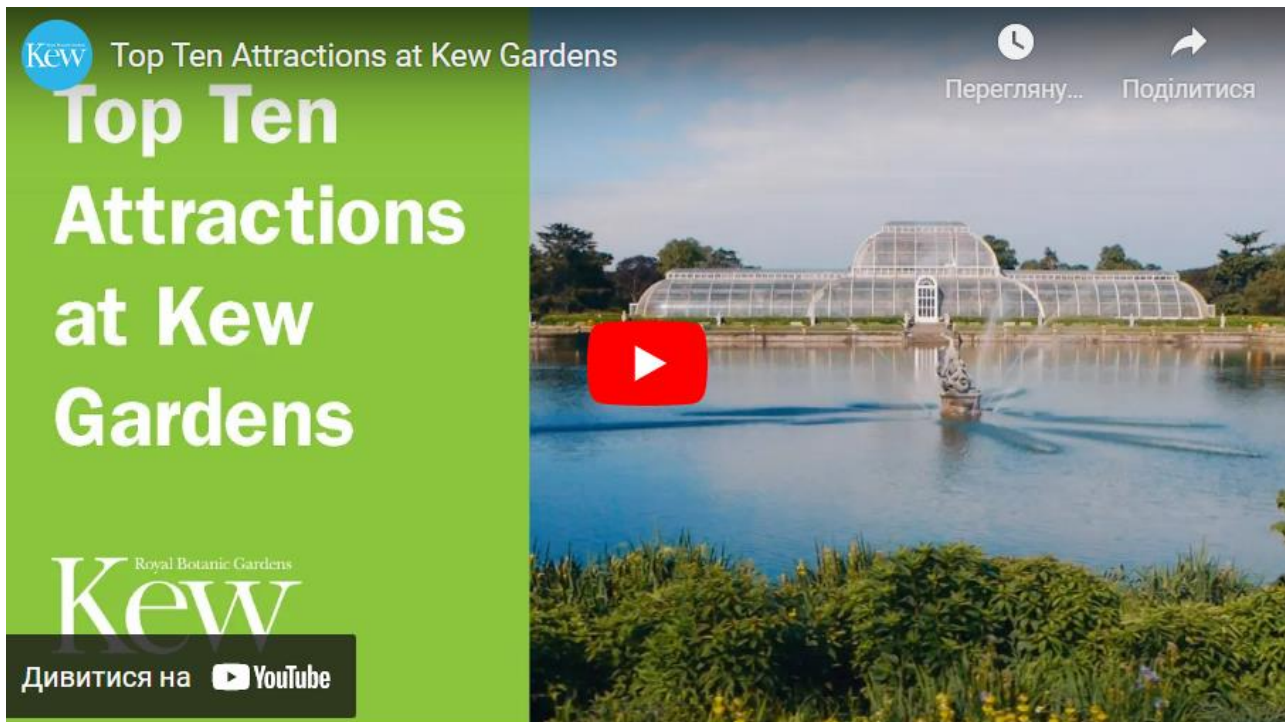 Kew
Top Ten Attractions at Kew Gardens
Перегляну...
Поділитися
Top Ten
Attractions
at Kew
Gardens
Royal Botanic Gardens
Kew
Дивитися на YouTube